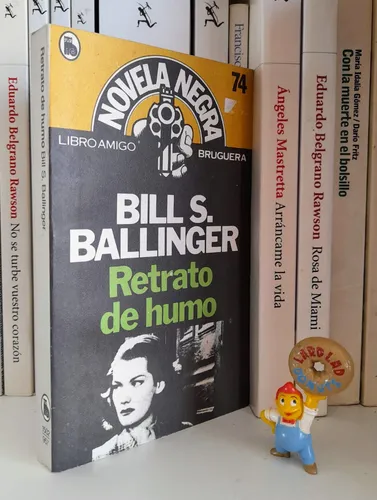 NOVELA NEGRA
74
LIBRO AMIGO
BRUGUERA
BILL S.
BALLINGER
Retrato
de humo
Retrato de humo Bill S. Ballinger
Eduardo Belgrano Rawson No se turbe vuestro corazón
Francisco
Ángeles Mastretta Arráncame la vida
Eduardo Belgrano Rawson Rosa de Miami
María Idalia Gómez / Darío Fritz
Con la muerte en el bolsillo